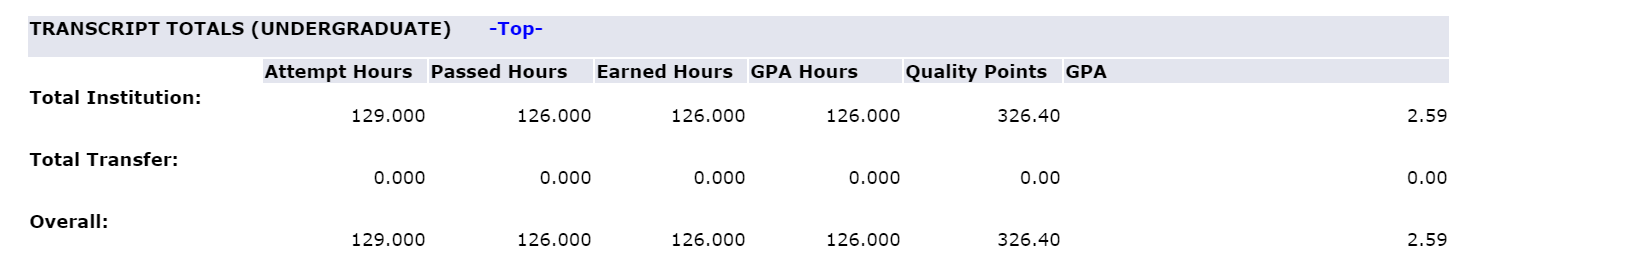 TRANSCRIPT TOTALS (UNDERGRADUATE) -Top-
Attempt Hours Passed Hours Earned Hours GPA Hours Quality Points GPA
Total Institution:
129.000 126.000 126.000 126.000 326.40 2.59
Total Transfer:
0.000 0.000 0.000 0.000 0.00 0.00
Overall:
129.000 126.000 126.000 126.000 326.40 2.59